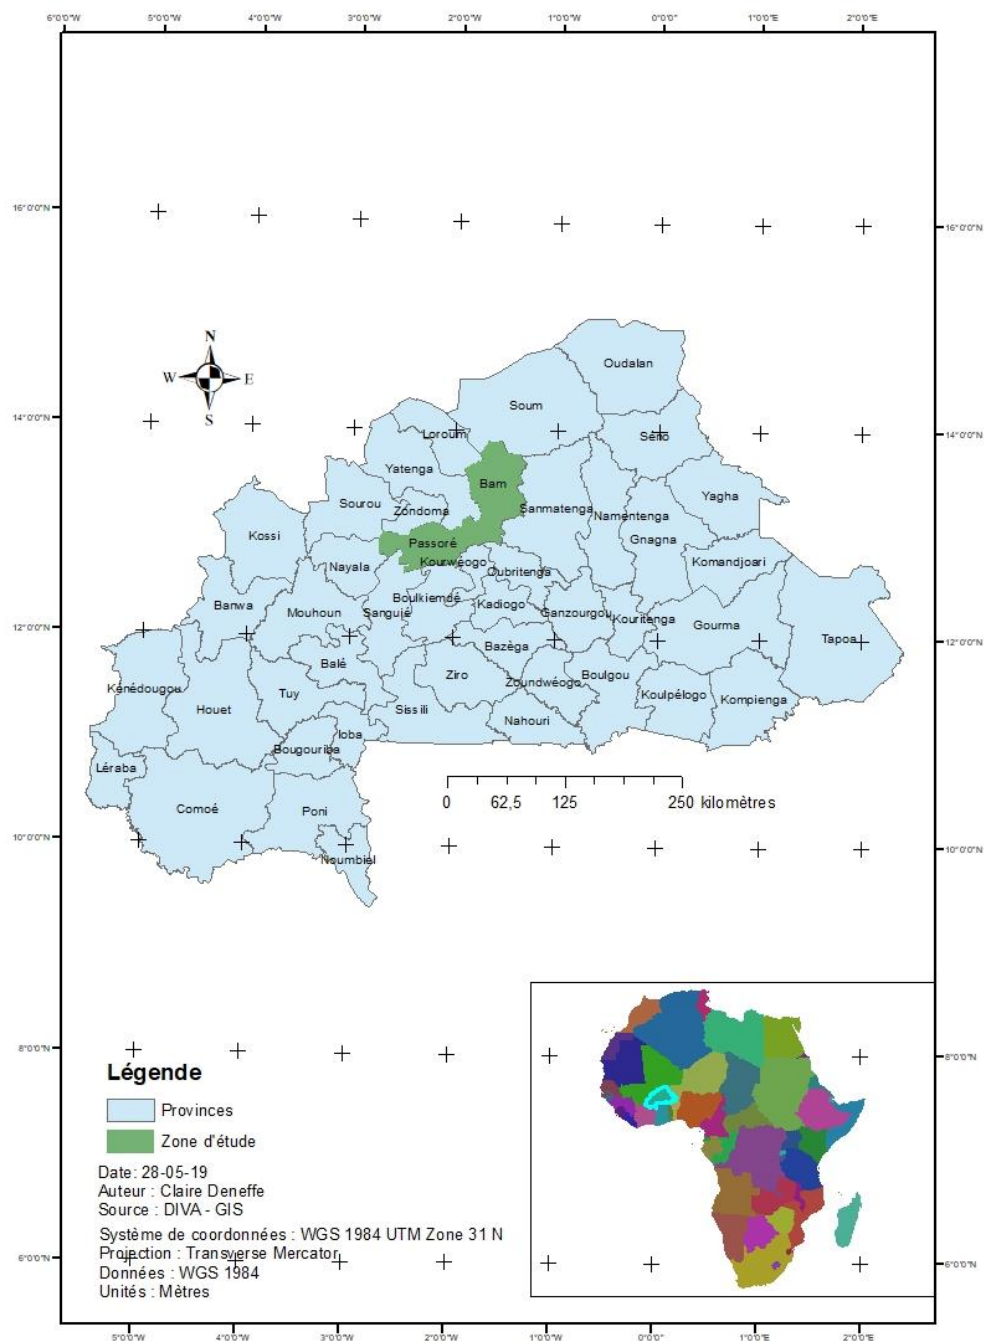 6°0'0"W 5°0'0"W 4°0'0"W 3°0'0"W 2°0'0"W 1°0'0"W 0°0'0" 1°0'0"E 2°0'0"E
16°0'0"N
16°0'0"N
N
W E
S
Oudalan
Soum
14°0'0"N
14°0'0"N
Loroum
Séno
Yatenga
Bam
Yagha
Sourou
Zondoma
Sanmatenga
Namentenga
Kossi
Passoré
Gnagna
Kourwéogo
Komandjoari
Nayala
Oubritenga
Banwa
Mouhoun
Sanguié
Boulkiemdé
Kadiogo
Ganzourgou
Kouritenga
Gourma
12°0'0"N
12°0'0"N
Tapoa
Bazèga
Balé
Ziro
Zoundwéogo
Boulgou
Kénédougou
Tuy
Koulpélogo
Kompienga
Houet
Sissili
Nahouri
Ioba
Bougouriba
Léraba
Comoé
Poni
0 62,5 125 250 kilomètres
10°0'0"N
10°0'0"N
Noumbiel
8°0'0"N
8°0'0"N
Légende
Provinces
Zone d'étude
Date: 28-05-19
Auteur : Claire Deneffe
Source : DIVA - GIS
Système de coordonnées : WGS 1984 UTM Zone 31 N
Projection : Transverse Mercator
Données : WGS 1984
Unités : Mètres
6°0'0"N
6°0'0"N
5°0'0"W 4°0'0"W 3°0'0"W 2°0'0"W 1°0'0"W 0°0'0" 1°0'0"E 2°0'0"E